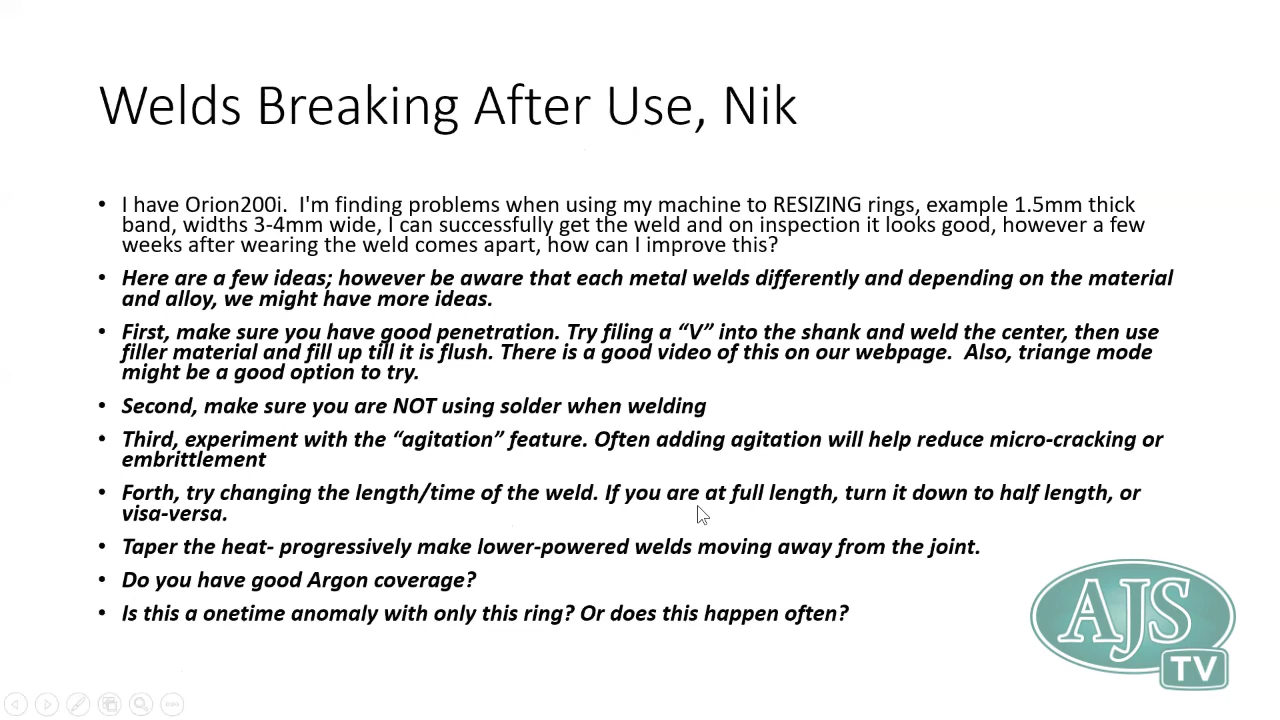 Welds Breaking After Use, Nik
• I have Orion200i.  I'm finding problems when using my machine to RESIZING rings, example 1.5mm thick
band, widths 3-4mm wide, I can successfully get the weld and on inspection it looks good, however a few
weeks after wearing the weld comes apart, how can I improve this?
• Here are a few ideas; however be aware that each metal welds differently and depending on the material
and alloy, we might have more ideas.
• First, make sure you have good penetration. Try filing a “V” into the shank and weld the center, then use
filler material and fill up till it is flush. There is a good video of this on our webpage.  Also, triange mode
might be a good option to try.
• Second, make sure you are NOT using solder when welding
• Third, experiment with the “agitation” feature. Often adding agitation will help reduce micro-cracking or
embrittlement
• Forth, try changing the length/time of the weld. If you are at full length, turn it down to half length, or
visa-versa.
• Taper the heat- progressively make lower-powered welds moving away from the joint.
• Do you have good Argon coverage?
• Is this a onetime anomaly with only this ring? Or does this happen often?
AJS
TV